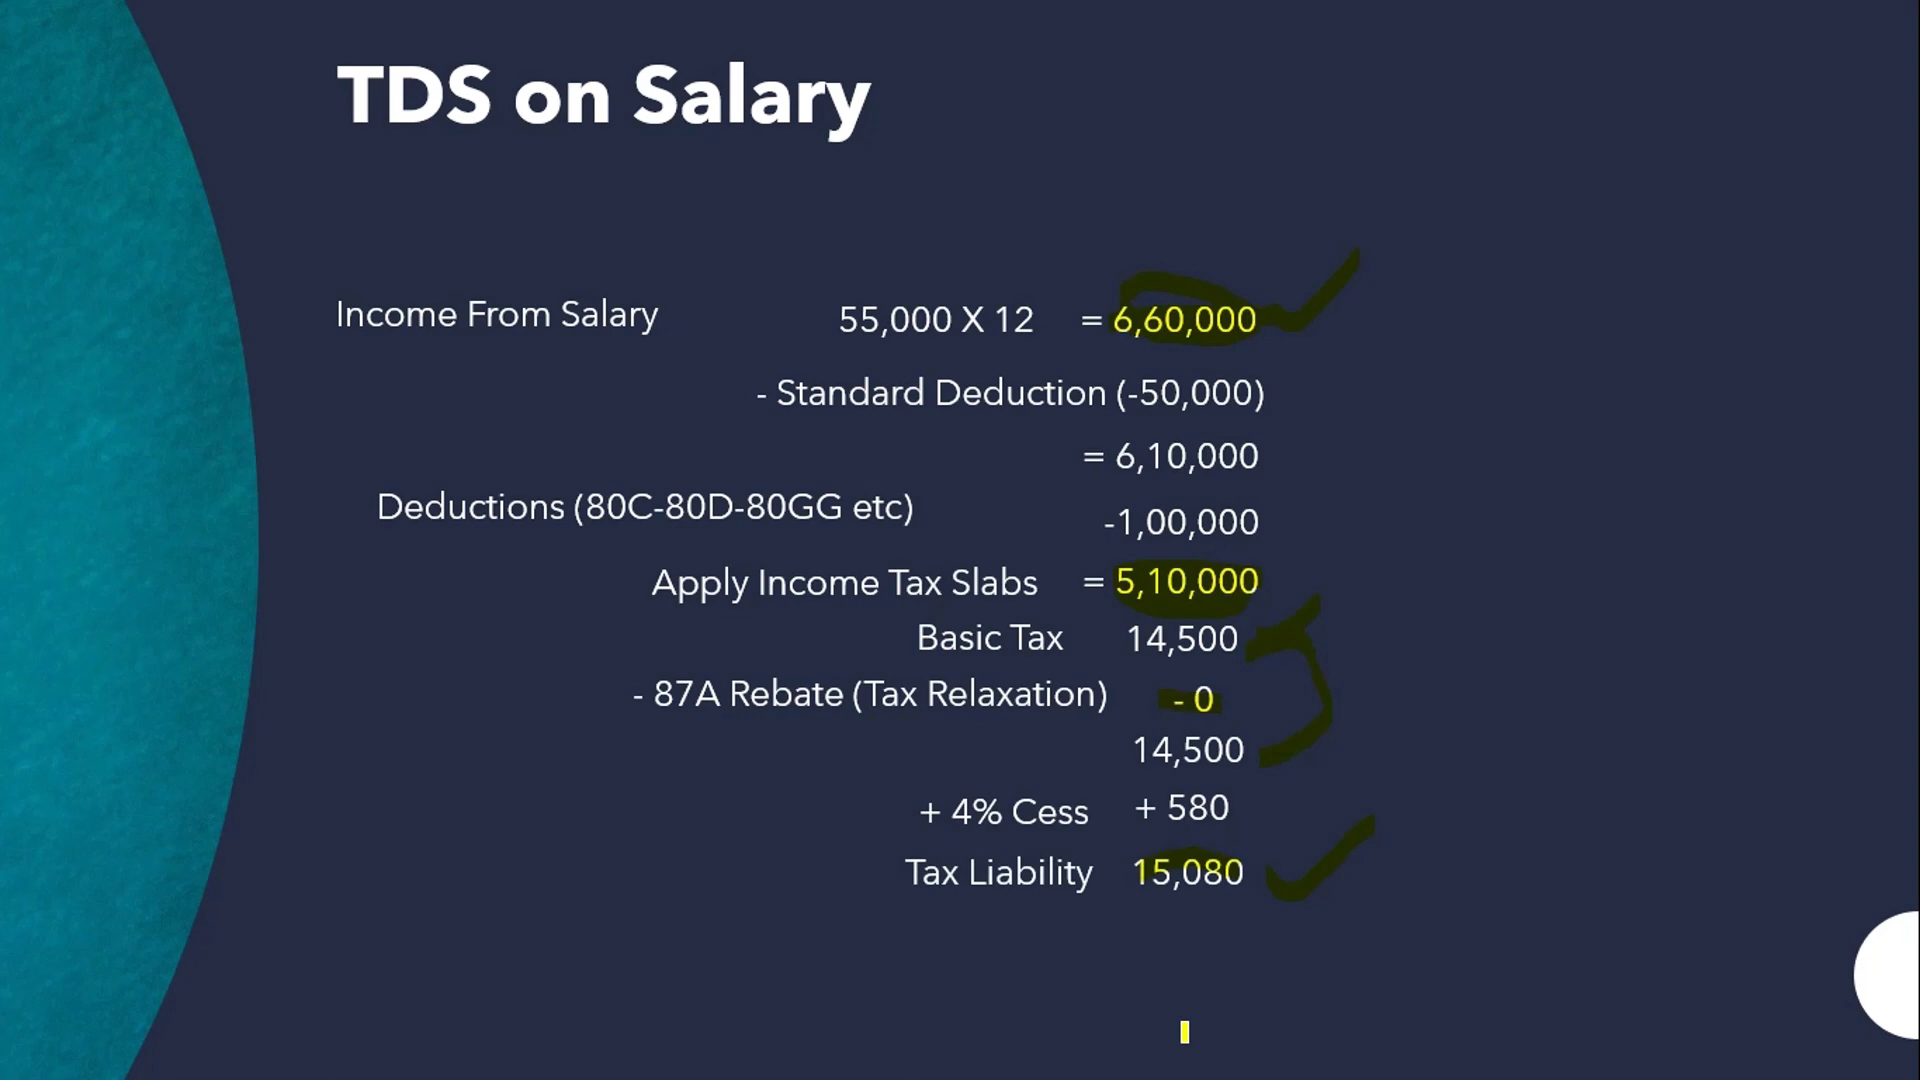 TDS on Salary
Income From Salary 55,000 X 12 = 6,60,000
- Standard Deduction (-50,000)
= 6,10,000
Deductions (80C-80D-80GG etc) -1,00,000
Apply Income Tax Slabs = 5,10,000
Basic Tax 14,500
- 87A Rebate (Tax Relaxation) - 0
14,500
+ 4% Cess + 580
Tax Liability 15,080